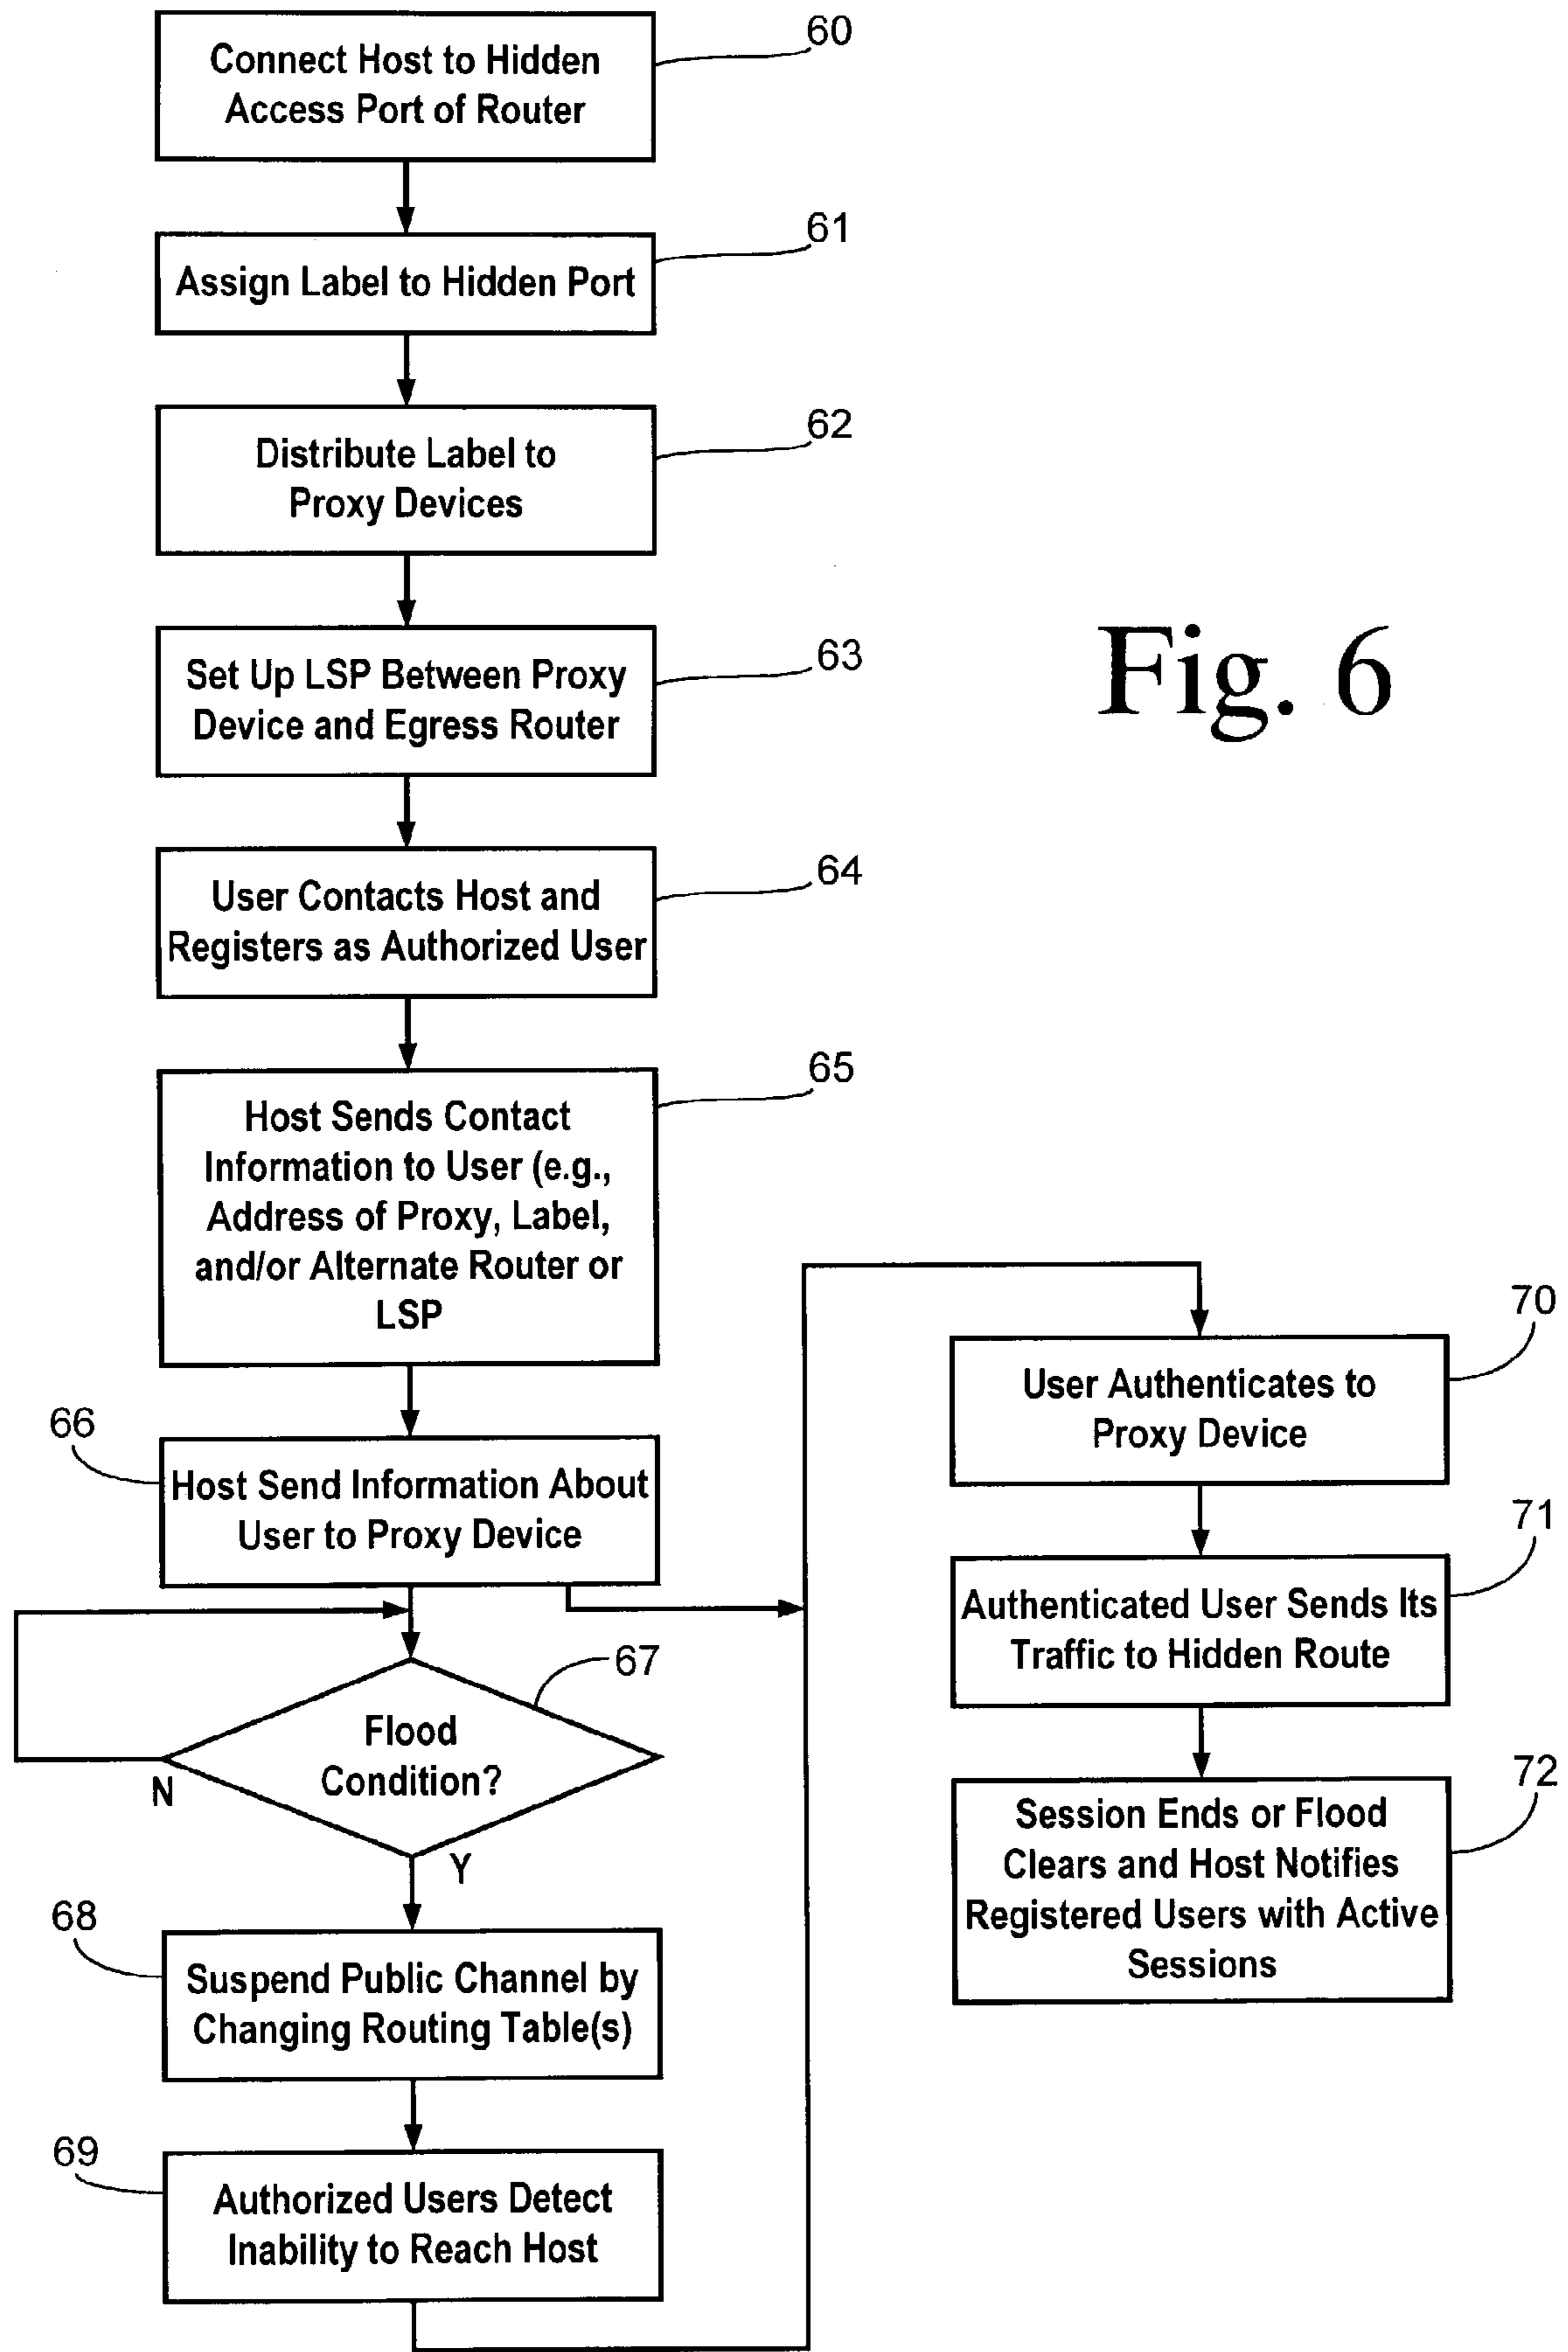 60
Connect Host to Hidden
Access Port of Router
61
Assign Label to Hidden Port
62
Distribute Label to
Proxy Devices
63
Set Up LSP Between Proxy
Device and Egress Router
Fig. 6
64
User Contacts Host and
Registers as Authorized User
65
Host Sends Contact
Information to User (e.g.,
Address of Proxy, Label,
and/or Alternate Router or
LSP
66
Host Send Information About
User to Proxy Device
67
Flood
Condition?
N
Y
68
Suspend Public Channel by
Changing Routing Table(s)
69
Authorized Users Detect
Inability to Reach Host
70
User Authenticates to
Proxy Device
71
Authenticated User Sends Its
Traffic to Hidden Route
72
Session Ends or Flood
Clears and Host Notifies
Registered Users with Active
Sessions